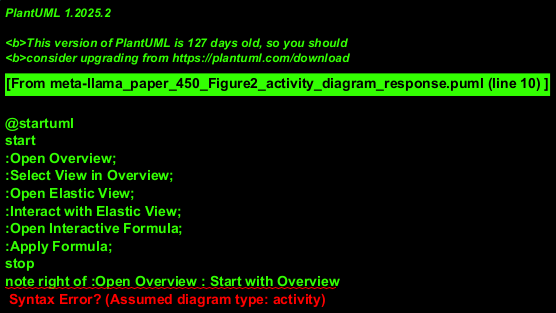 PlantUML 1.2025.2
<b>This version of PlantUML is 127 days old, so you should
<b>consider upgrading from https://plantuml.com/download
[From meta-llama_paper_450_Figure2_activity_diagram_response.puml (line 10) ]
@startuml
start
:Open Overview;
:Select View in Overview;
:Open Elastic View;
:Interact with Elastic View;
:Open Interactive Formula;
:Apply Formula;
stop
note right of :Open Overview : Start with Overview
Syntax Error? (Assumed diagram type: activity)